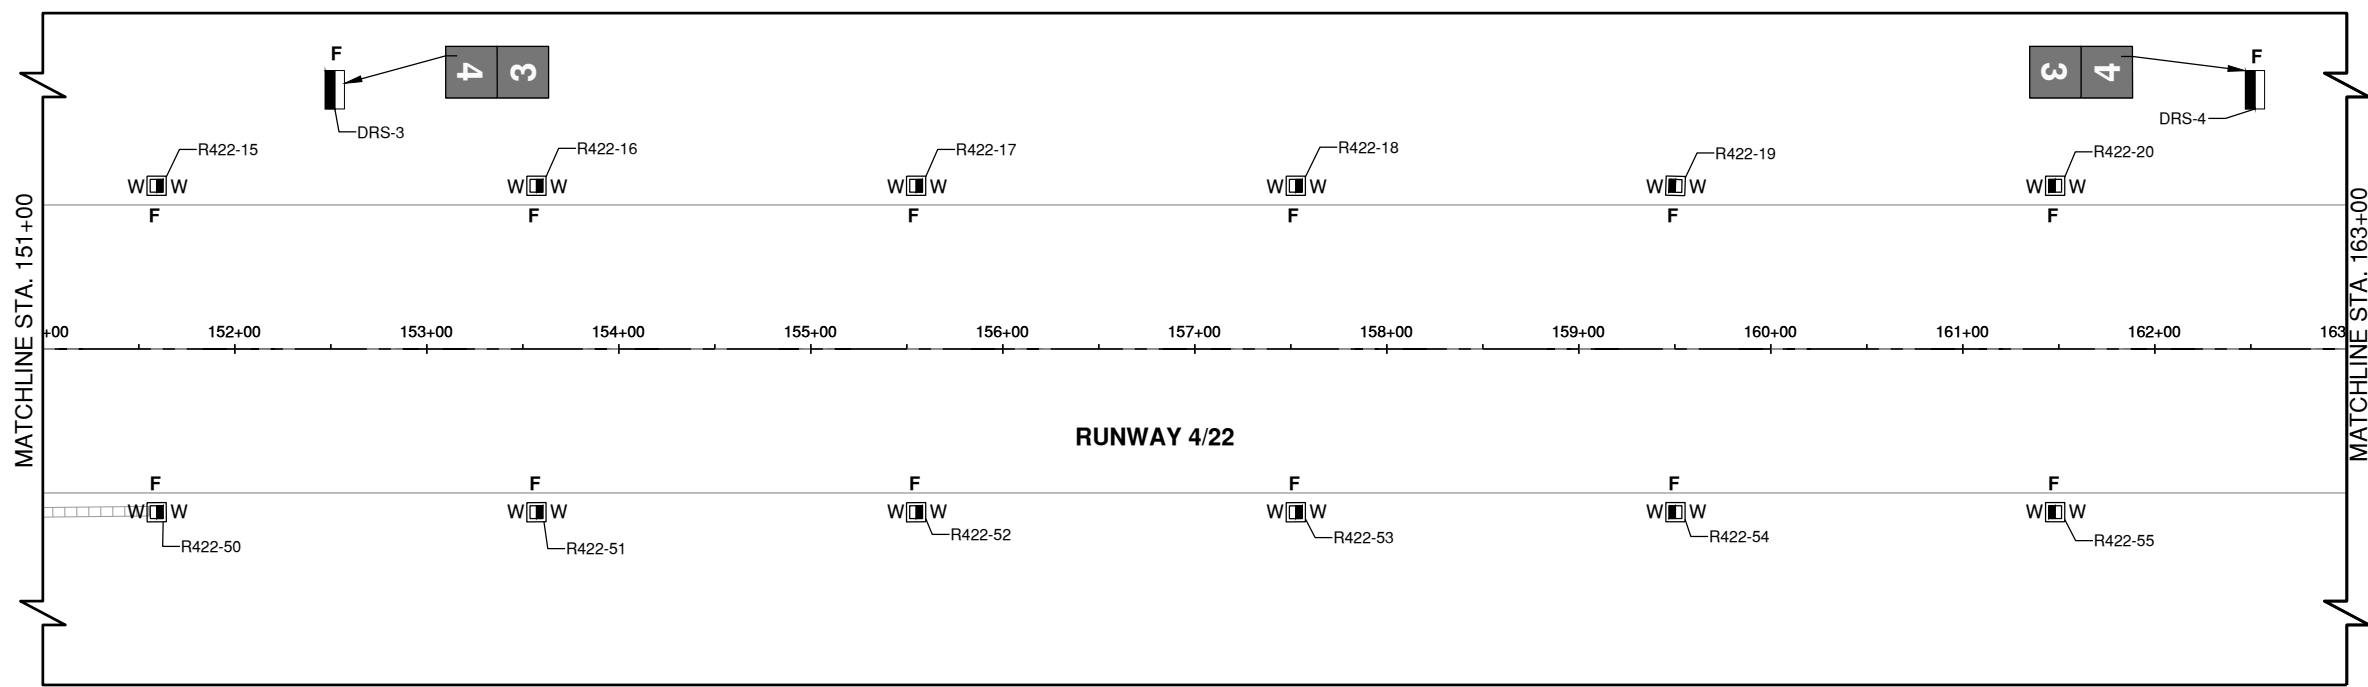 F
4 3
DRS-3
3 4
F
DRS-4
R422-15
R422-16
R422-17
R422-18
R422-19
R422-20
W W
W W
W W
W W
W W
W W
F F F F F F
MATCHLINE STA. 151+00
MATCHLINE STA. 163+00
+00 152+00 153+00 154+00 155+00 156+00 157+00 158+00 159+00 160+00 161+00 162+00 163
RUNWAY 4/22
F F F F F F
W W
W W
W W
W W
W W
W W
R422-50
R422-51
R422-52
R422-53
R422-54
R422-55